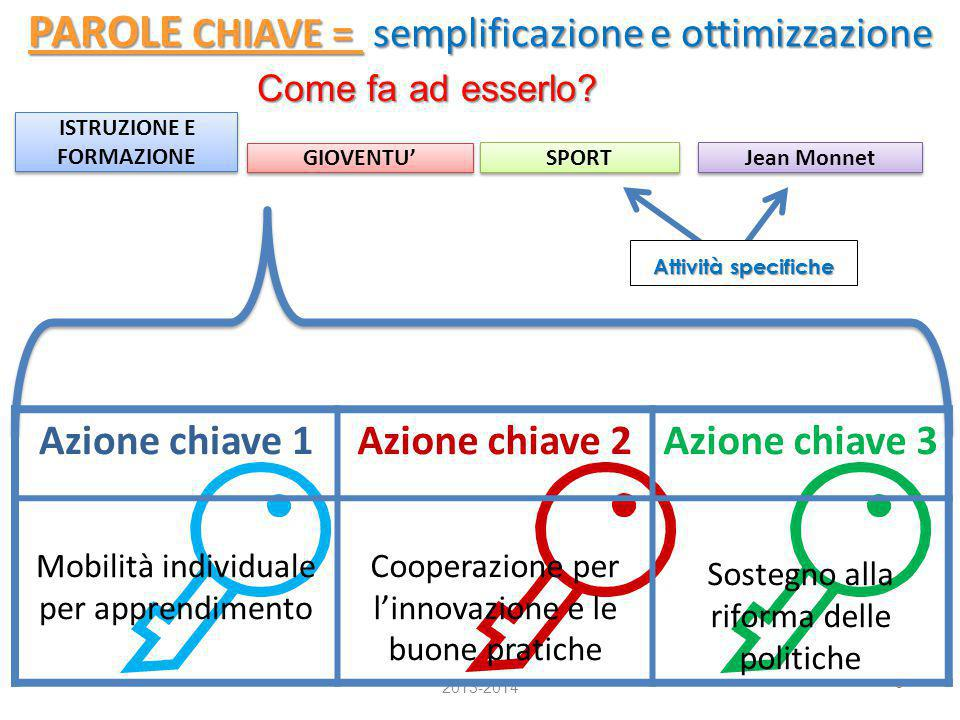 PAROLE CHIAVE = semplificazione e ottimizzazione
Come fa ad esserlo?
ISTRUZIONE E
FORMAZIONE
GIOVENTU’
SPORT
Jean Monnet
Attività specifiche
Azione chiave 1
Azione chiave 2
Azione chiave 3
Mobilità individuale
per apprendimento
Cooperazione per
l’innovazione e le
buone pratiche
Sostegno alla
riforma delle
politiche
2013-2014